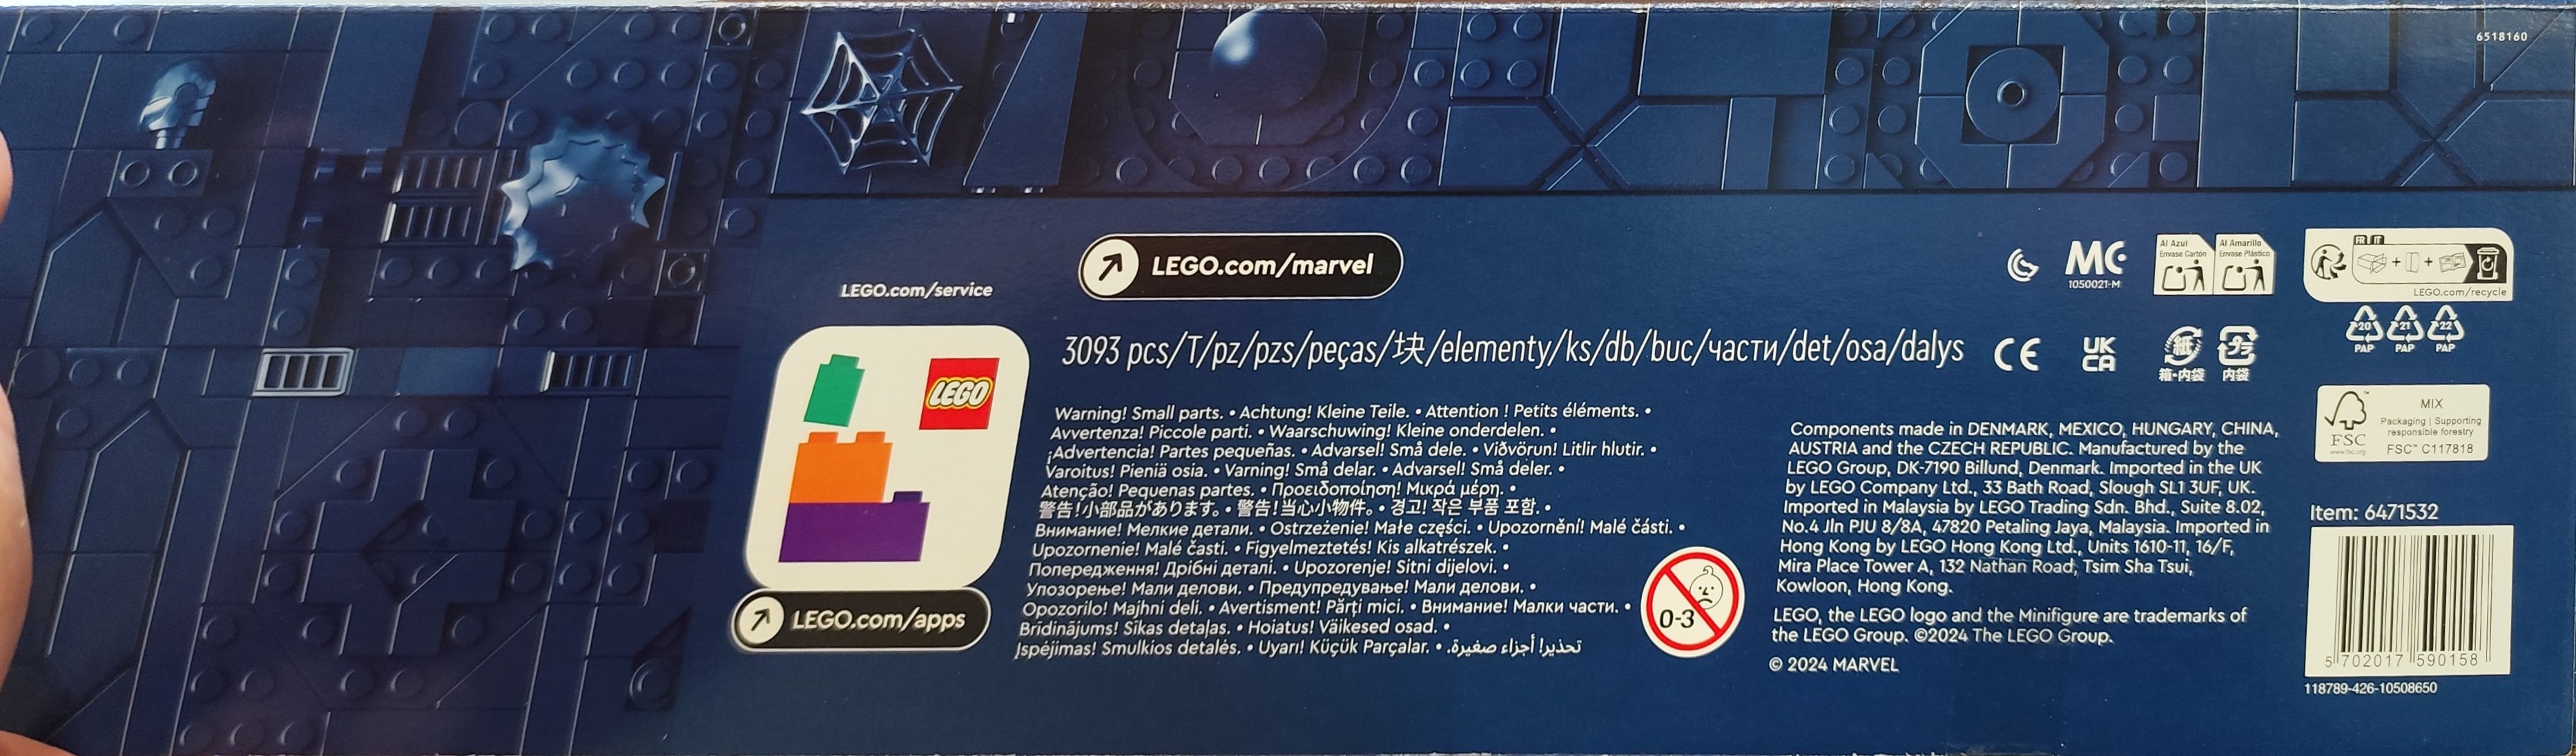 6518160
LEGO.com/marvel
LEGO.com/service
LEGO
LEGO.com/apps
3093 pcs/T/pz/pzs/peças/块/elementy/ks/db/buc/части/det/osa/dalys
Warning! Small parts. • Achtung! Kleine Teile. • Attention ! Petits éléments. •
Avvertenza! Piccole parti. • Waarschuwing! Kleine onderdelen. •
¡Advertencia! Partes pequeñas. • Advarsel! Små dele. • Viðvörun! Litlir hlutir. •
Varoitus! Pieniä osia. • Varning! Små delar. • Advarsel! Små deler. •
Atenção! Pequenas partes. • Προειδοποίηση! Μικρά μέρη. •
警告!小部品があります。• 警告!当心小物件。• 경고! 작은 부품 포함. •
Внимание! Мелкие детали. • Ostrzeżenie! Małe części. • Upozornění! Malé části. •
Upozornenie! Malé časti. • Figyelmeztetés! Kis alkatrészek. •
Попередження! Дрібні деталі. • Upozorenje! Sitni dijelovi. •
Упозорење! Мали делови. • Предупредување! Мали делови. •
Opozorilo! Majhni deli. • Avertisment! Părți mici. • Внимание! Малки части. •
Brīdinājums! Sīkas detaļas. • Hoiatus! Väikesed osad. •
Įspėjimas! Smulkios detalės. • Uyarı! Küçük Parçalar. • تحذير! أجزاء صغيرة.
0-3
Components made in DENMARK, MEXICO, HUNGARY, CHINA,
AUSTRIA and the CZECH REPUBLIC. Manufactured by the
LEGO Group, DK-7190 Billund, Denmark. Imported in the UK
by LEGO Company Ltd., 33 Bath Road, Slough SL1 3UF, UK.
Imported in Malaysia by LEGO Trading Sdn. Bhd., Suite 8.02,
No.4 Jln PJU 8/8A, 47820 Petaling Jaya, Malaysia. Imported in
Hong Kong by LEGO Hong Kong Ltd., Units 1610-11, 16/F,
Mira Place Tower A, 132 Nathan Road, Tsim Sha Tsui,
Kowloon, Hong Kong.
LEGO, the LEGO logo and the Minifigure are trademarks of
the LEGO Group. ©2024 The LEGO Group.
© 2024 MARVEL
1050021-M
Al Azul
Envase Cartón
Al Amarillo
Envase Plástico
CE
UK
CA
紙
箱・内袋
プラ
内袋
FR IT
LEGO.com/recycle
20 21 22
PAP PAP PAP
FSC
www.fsc.org
MIX
Packaging | Supporting
responsible forestry
FSC™ C117818
Item: 6471532
5 702017 590158
118789-426-10508650